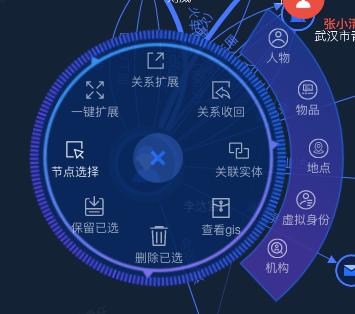 张小
武汉市
人物
关系扩展
一键扩展
关系收回
物品
节点选择
关联实体
地点
保留已选
查看gis
虚拟身份
删除已选
机构